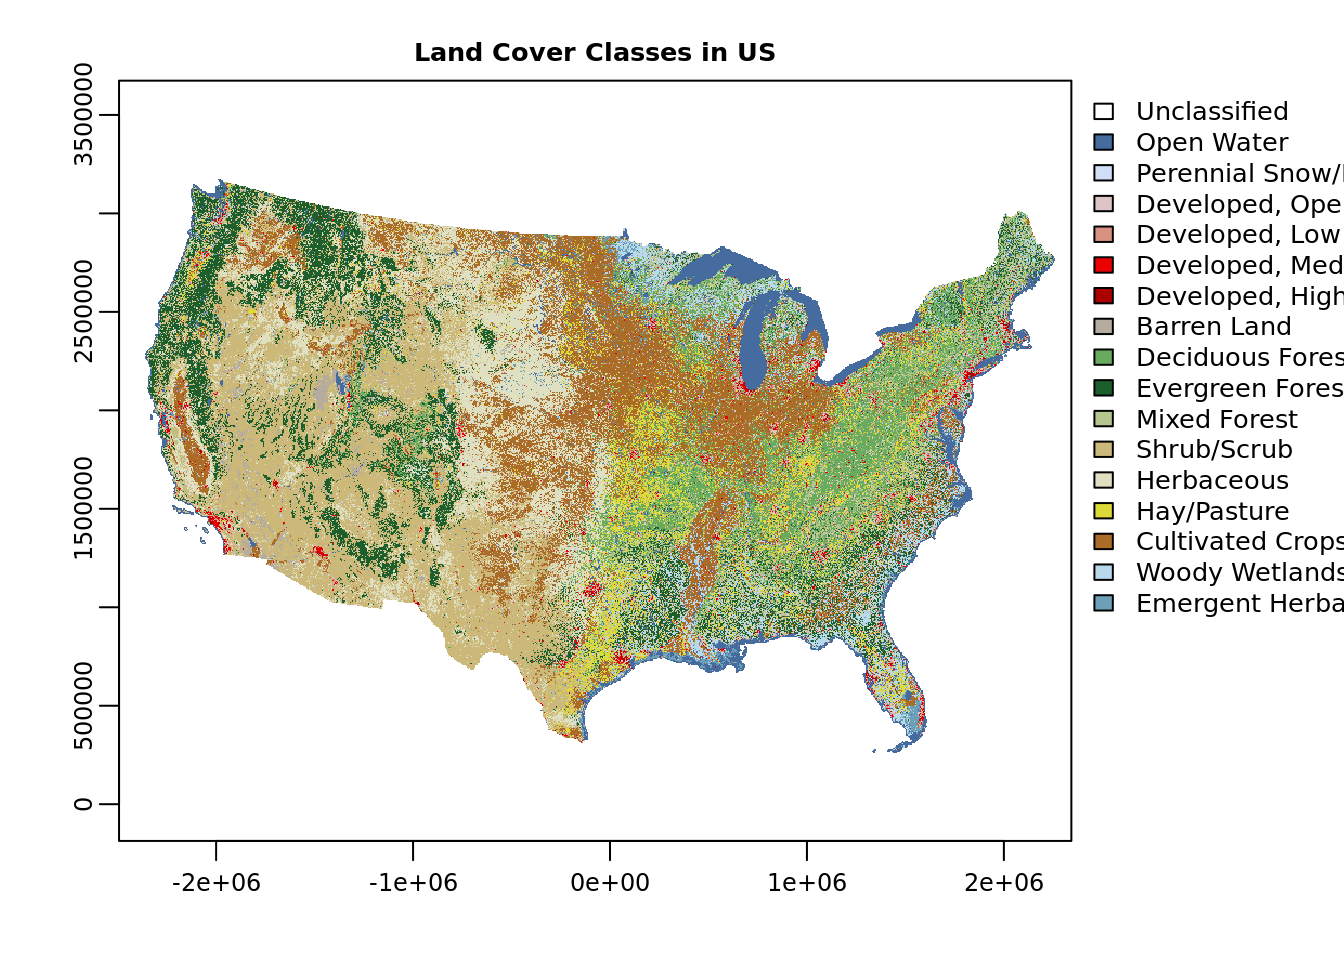 Land Cover Classes in US
3500000
2500000
1500000
500000
0
-2e+06
-1e+06
0e+00
1e+06
2e+06
Unclassified
Open Water
Perennial Snow/
Developed, Ope
Developed, Low
Developed, Med
Developed, High
Barren Land
Deciduous Fores
Evergreen Fores
Mixed Forest
Shrub/Scrub
Herbaceous
Hay/Pasture
Cultivated Crops
Woody Wetlands
Emergent Herba